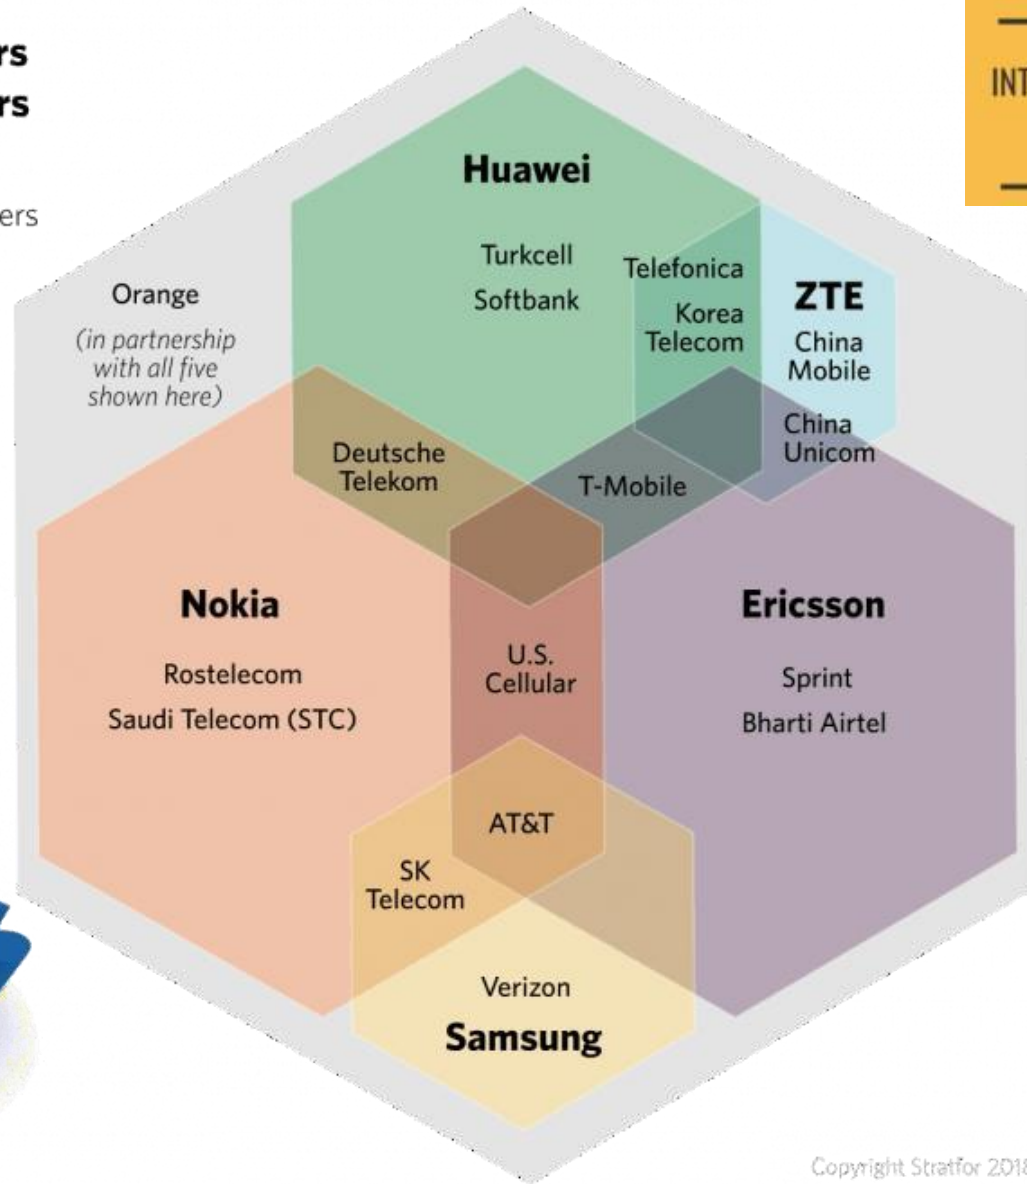 rs
rs
ers
INT
Huawei
Turkcell
Softbank
Telefonica
Korea
Telecom
ZTE
China
Mobile
China
Unicom
Orange
(in partnership
with all five
shown here)
Deutsche
Telekom
T-Mobile
Nokia
Rostelecom
Saudi Telecom (STC)
U.S.
Cellular
Ericsson
Sprint
Bharti Airtel
AT&T
SK
Telecom
Verizon
Samsung
Copyright Stratfor 2018